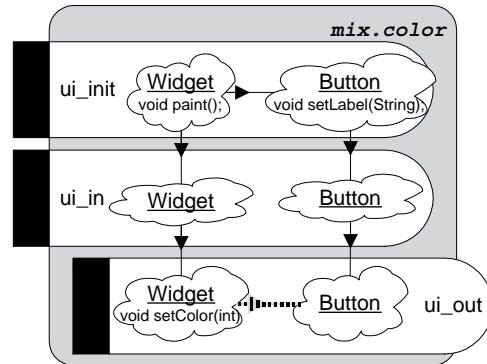 mix.color
ui_init
Widget
void paint();
Button
void setLabel(String);
ui_in
Widget
Button
Widget
void setColor(int)
Button
ui_out